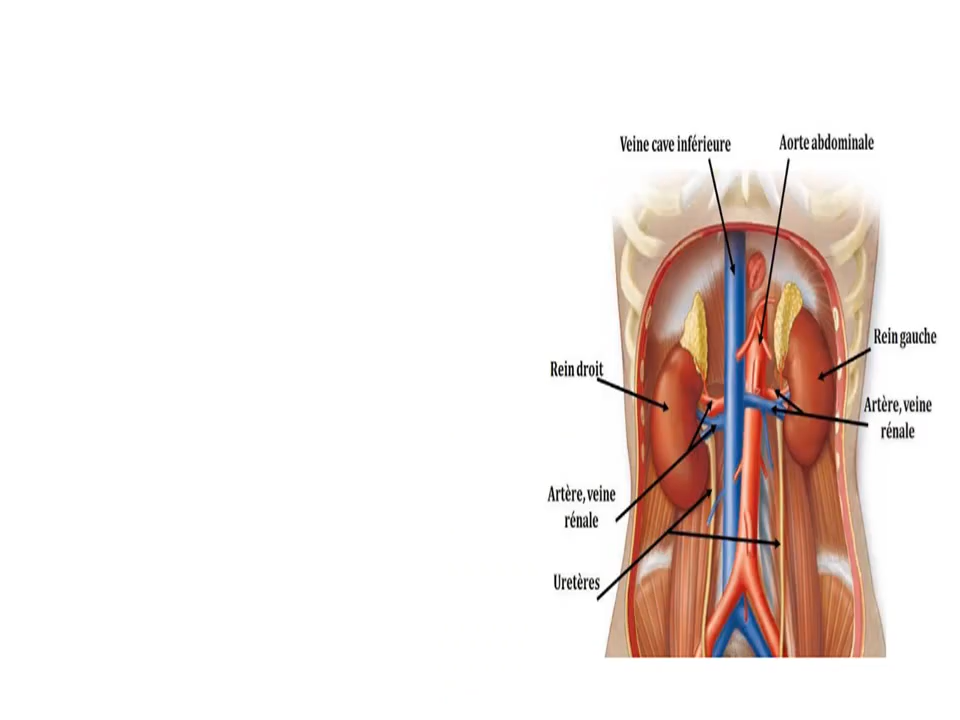 Veine cave inférieure
Aorte abdominale
Rein gauche
Rein droit
Artère, veine
rénale
Artère, veine
rénale
Uretères